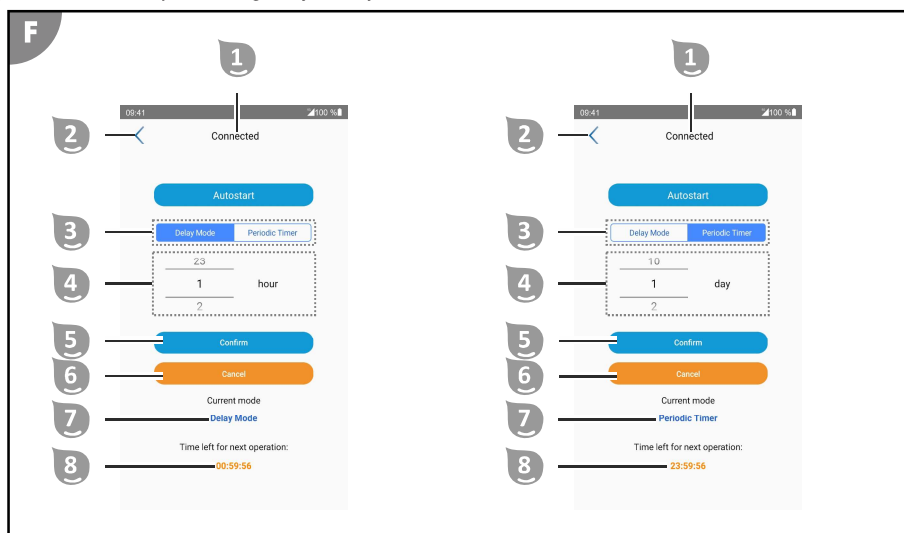 F
1
1
09:41
100 %
09:41
100 %
2
Connected
2
Connected
Autostart
Autostart
3
Delay Mode
Periodic Timer
3
Delay Mode
Periodic Timer
4
23
1 hour
2
4
10
1 day
2
5
Confirm
5
Confirm
6
Cancel
6
Cancel
Current mode
Current mode
7
Delay Mode
7
Periodic Timer
Time left for next operation:
Time left for next operation:
8
00:59:56
8
23:59:56